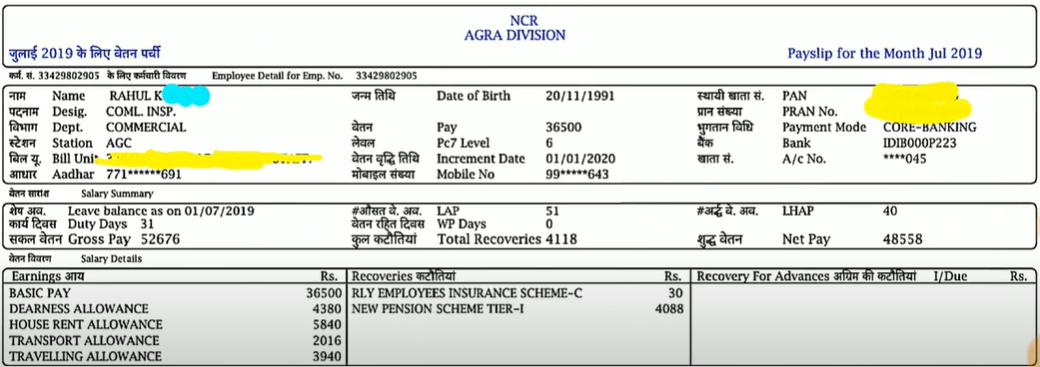 NCR
AGRA DIVISION
जुलाई 2019 के लिए वेतन पर्ची Payslip for the Month Jul 2019
कर्म. सं. 33429802905 के लिए कर्मचारी विवरण Employee Detail for Emp. No. 33429802905
नाम Name RAHUL K जन्म तिथि Date of Birth 20/11/1991 स्थायी खाता सं. PAN
पदनाम Desig. COML. INSP. प्रान संख्या PRAN No.
विभाग Dept. COMMERCIAL वेतन Pay 36500 भुगतान विधि Payment Mode CORE-BANKING
स्टेशन Station AGC लेवल Pc7 Level 6 बैंक Bank IDIB000P223
बिल यू. Bill Unit वेतन वृद्धि तिथि Increment Date 01/01/2020 खाता सं. A/c No. ****045
आधार Aadhar 771******691 मोबाइल संख्या Mobile No 99*****643
वेतन सारांश Salary Summary
शेष अव. Leave balance as on 01/07/2019 #औसत वे. अव. LAP 51 #अर्द्ध वे. अव. LHAP 40
कार्य दिवस Duty Days 31 वेतन रहित दिवस WP Days 0
सकल वेतन Gross Pay 52676 कुल कटौतियां Total Recoveries 4118 शुद्ध वेतन Net Pay 48558
वेतन विवरण Salary Details
Earnings आय Rs. Recoveries कटौतियां Rs. Recovery For Advances अग्रिम की कटौतियां I/Due Rs.
BASIC PAY 36500 RLY EMPLOYEES INSURANCE SCHEME-C 30
DEARNESS ALLOWANCE 4380 NEW PENSION SCHEME TIER-I 4088
HOUSE RENT ALLOWANCE 5840
TRANSPORT ALLOWANCE 2016
TRAVELLING ALLOWANCE 3940